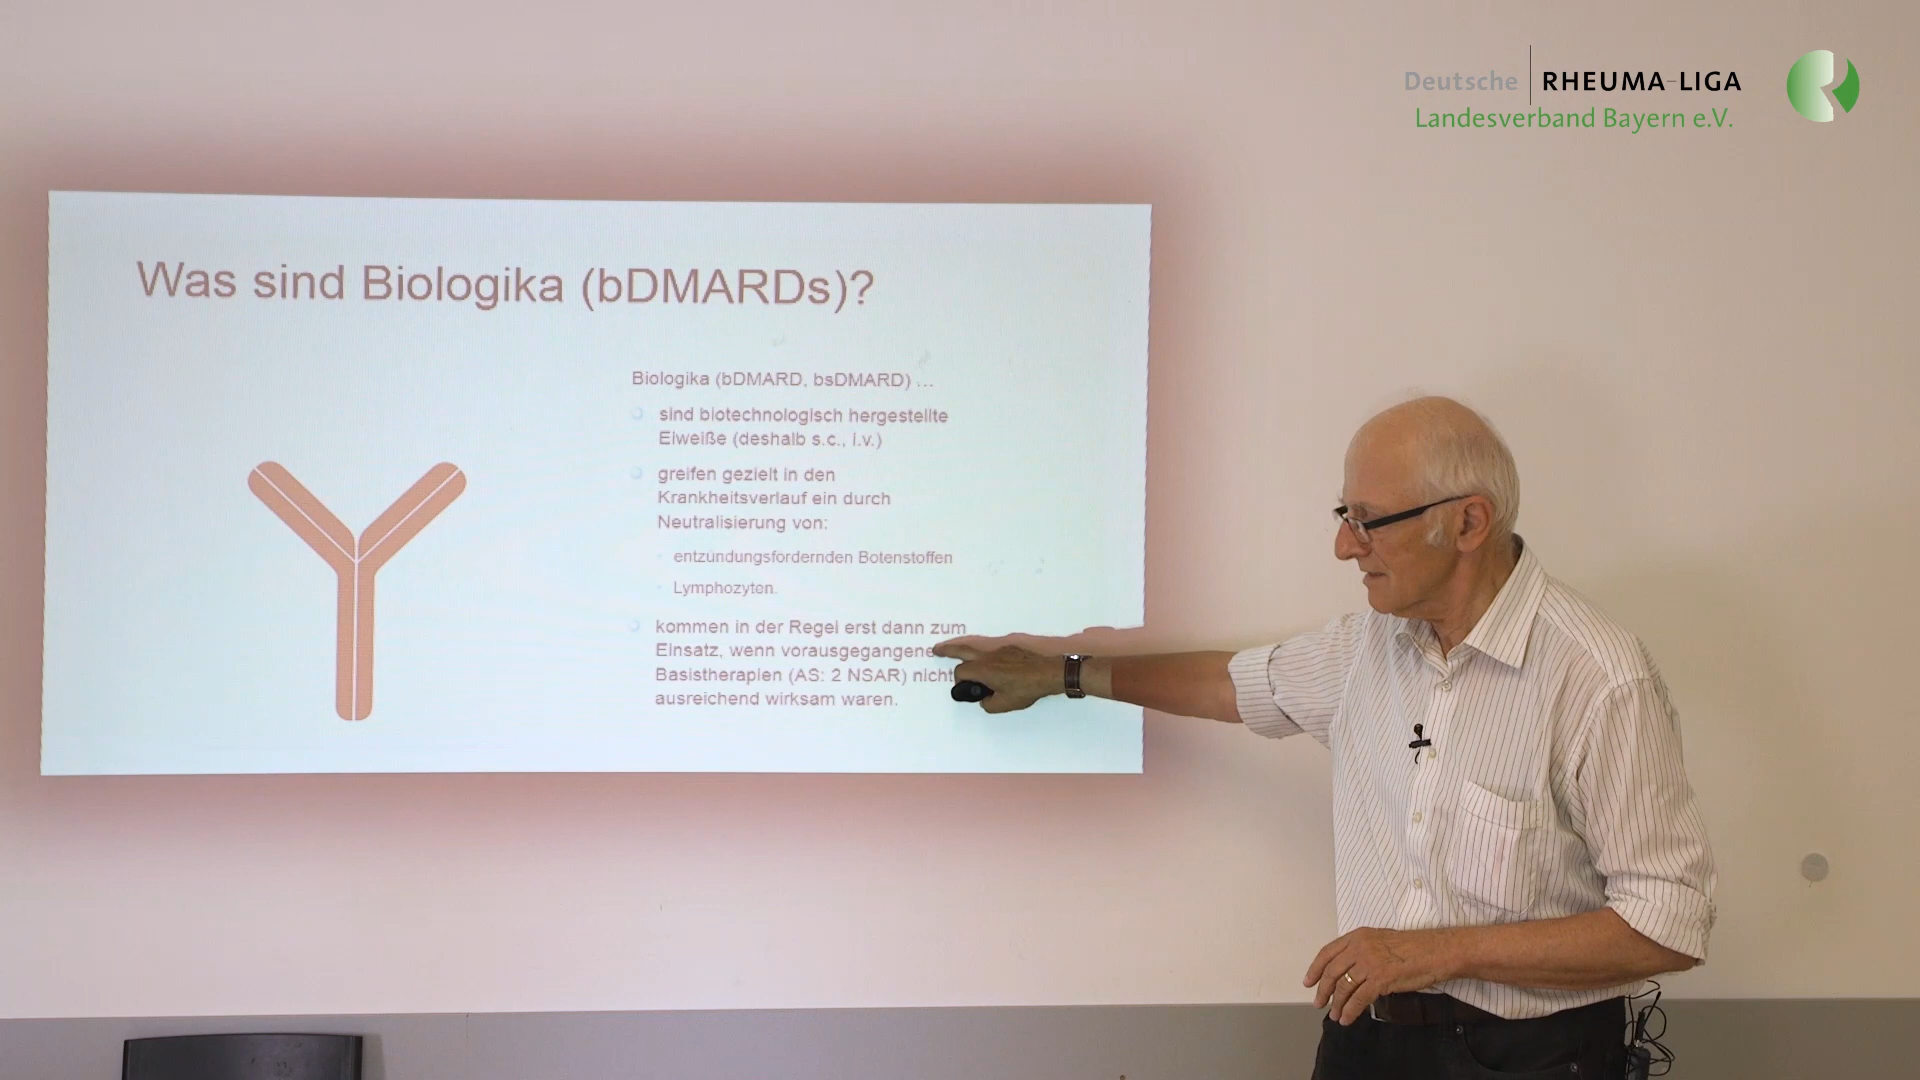 Deutsche RHEUMA-LIGA
Landesverband Bayern e.V.
Was sind Biologika (bDMARDs)?
Biologika (bDMARD, bsDMARD) ...
sind biotechnologisch hergestellte
Eiweiße (deshalb s.c., i.v.)
greifen gezielt in den
Krankheitsverlauf ein durch
Neutralisierung von:
entzündungsfördernden Botenstoffen
Lymphozyten.
kommen in der Regel erst dann zum
Einsatz, wenn vorausgegangene
Basistherapien (AS: 2 NSAR) nicht
ausreichend wirksam waren.